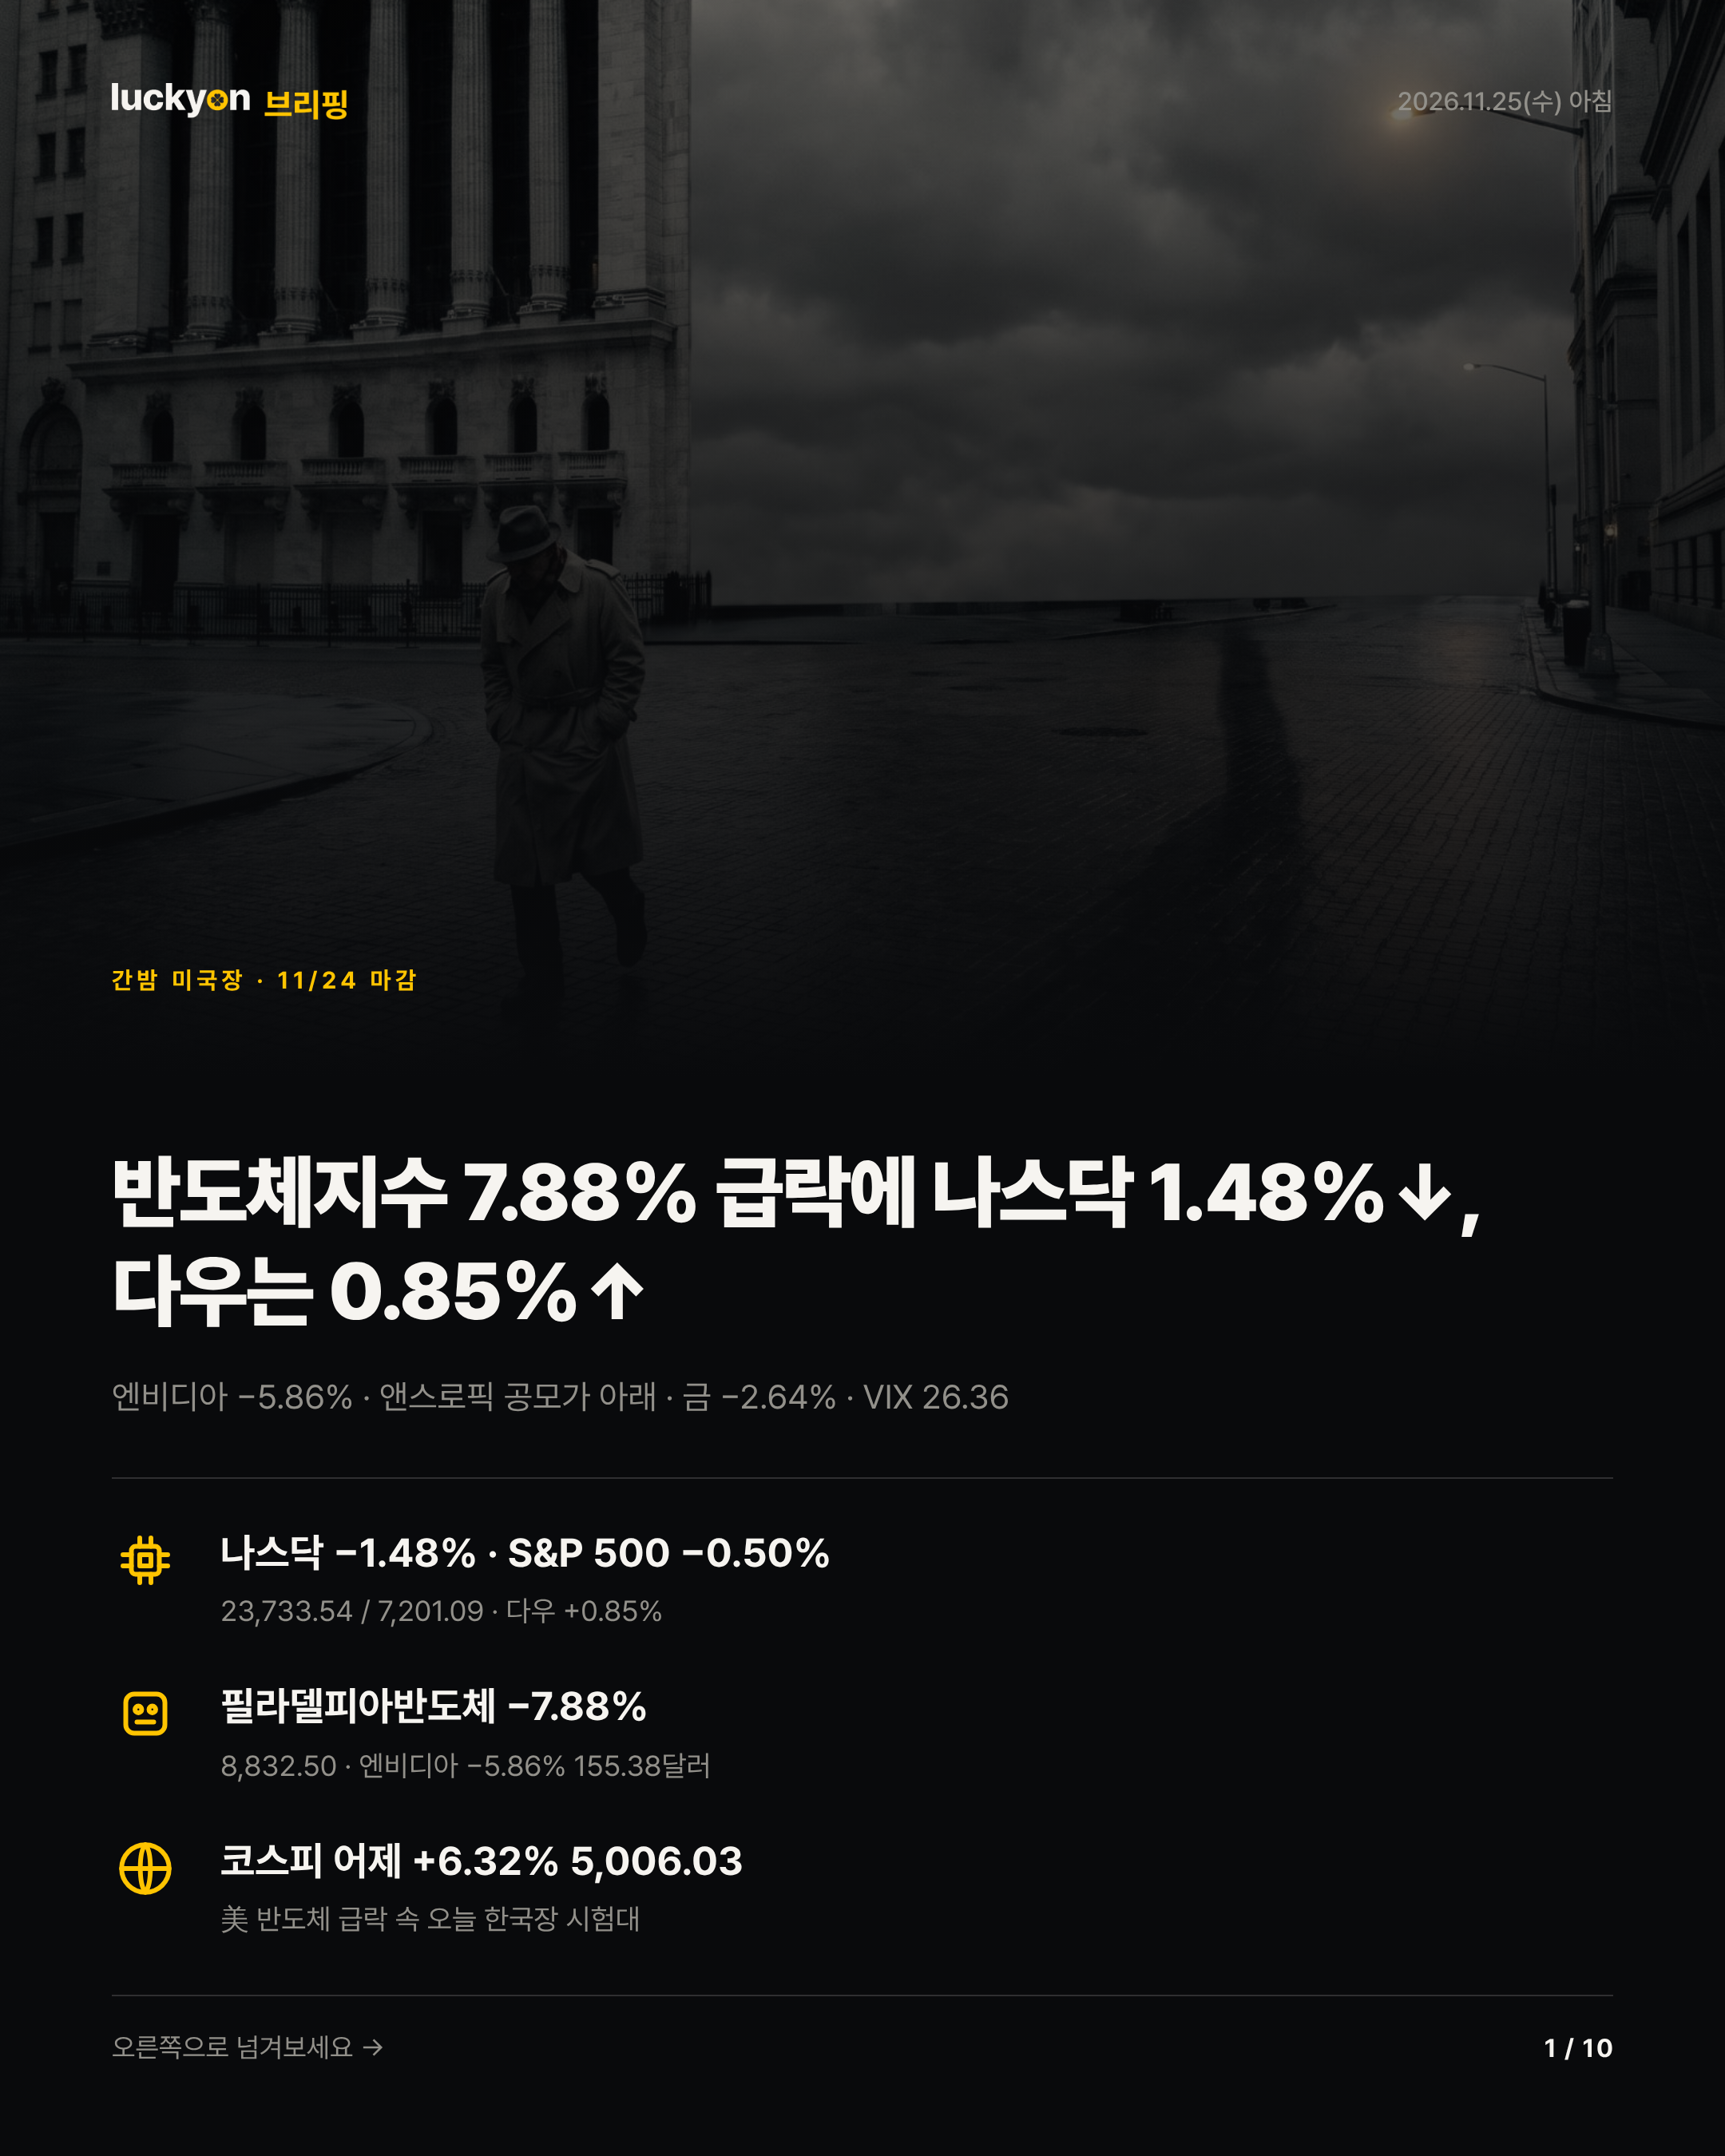 luckyon 브리핑
2026.11.25(수) 아침
간밤 미국장 · 11/24 마감
반도체지수 7.88% 급락에 나스닥 1.48%↓,
다우는 0.85%↑
엔비디아 −5.86% · 앤스로픽 공모가 아래 · 금 −2.64% · VIX 26.36
나스닥 −1.48% · S&P 500 −0.50%
23,733.54 / 7,201.09 · 다우 +0.85%
필라델피아반도체 −7.88%
8,832.50 · 엔비디아 −5.86% 155.38달러
코스피 어제 +6.32% 5,006.03
美 반도체 급락 속 오늘 한국장 시험대
오른쪽으로 넘겨보세요 →
1 / 10